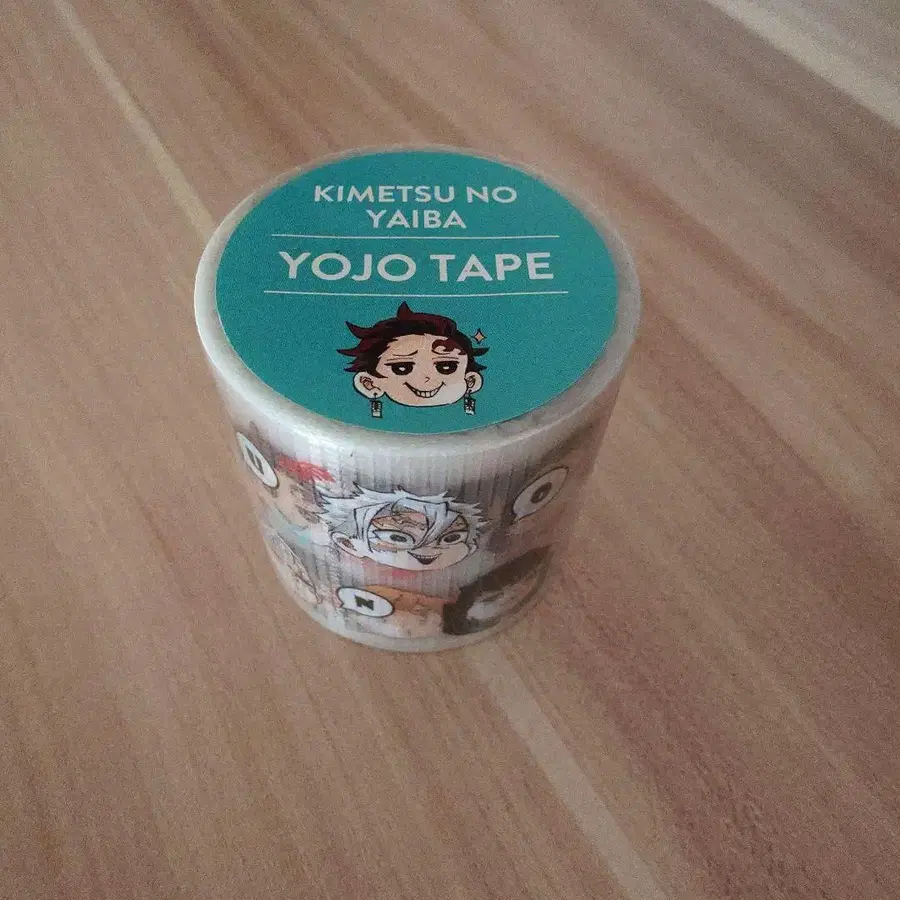 KIMETSU NO
YAIBA
YOJO TAPE
U
O
N